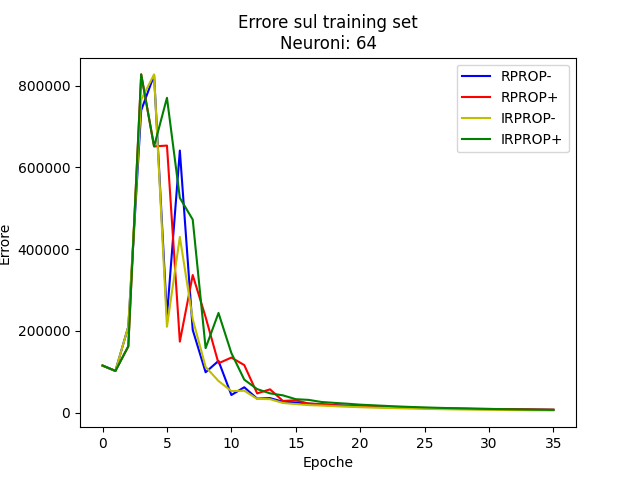 Errore sul training set
Neuroni: 64
RPROP-
RPROP+
IRPROP-
IRPROP+
800000
600000
400000
200000
0
Errore
0 5 10 15 20 25 30 35
Epoche